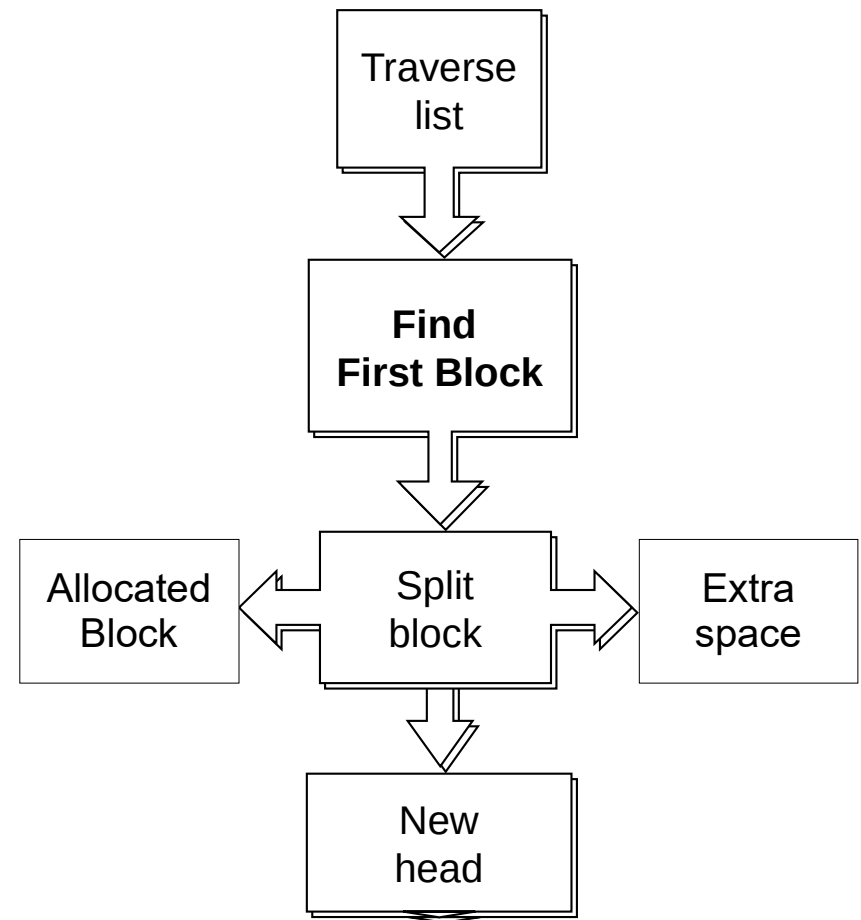 Traverse
list
Find
First Block
Allocated
Block
Split
block
Extra
space
New
head